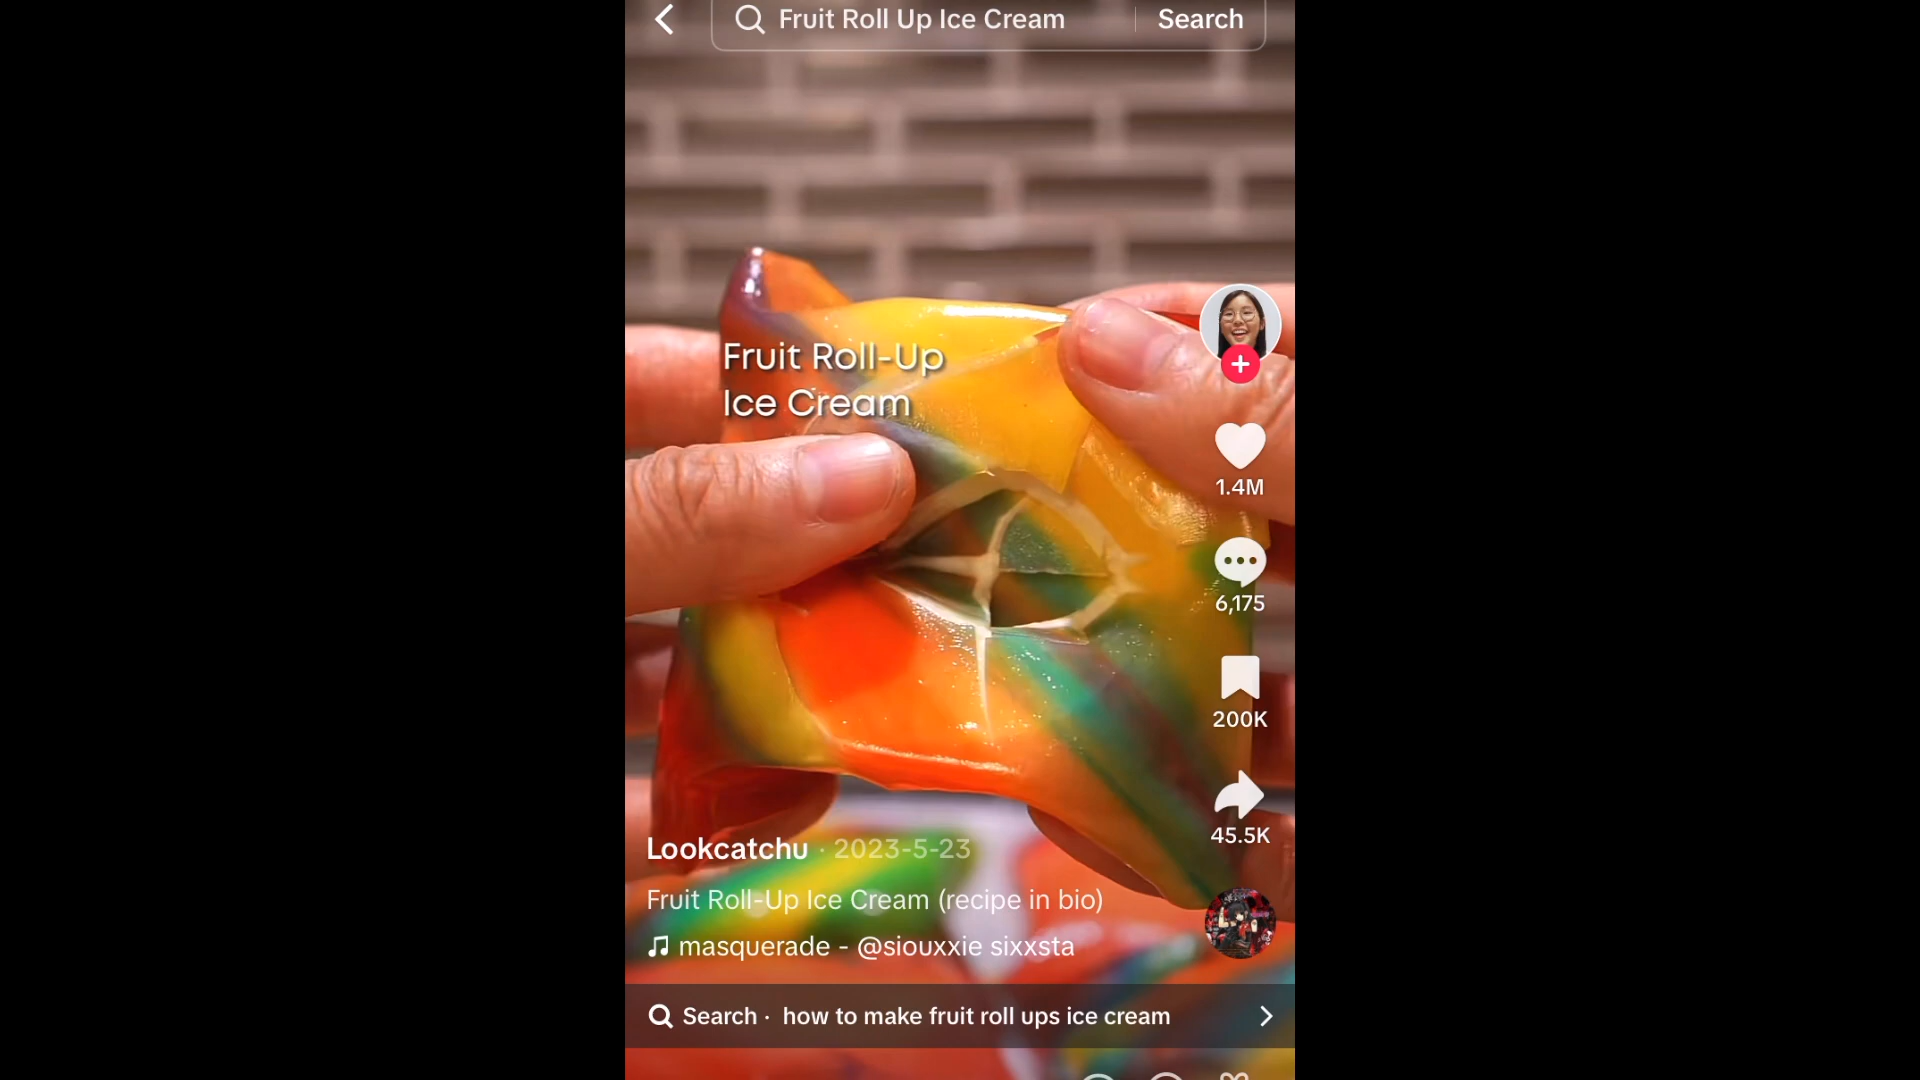 Fruit Roll Up Ice Cream
Search
Fruit Roll-Up
Ice Cream
1.4M
6,175
200K
45.5K
Lookcatchu · 2023-5-23
Fruit Roll-Up Ice Cream (recipe in bio)
masquerade - @siouxxie sixxsta
Search · how to make fruit roll ups ice cream